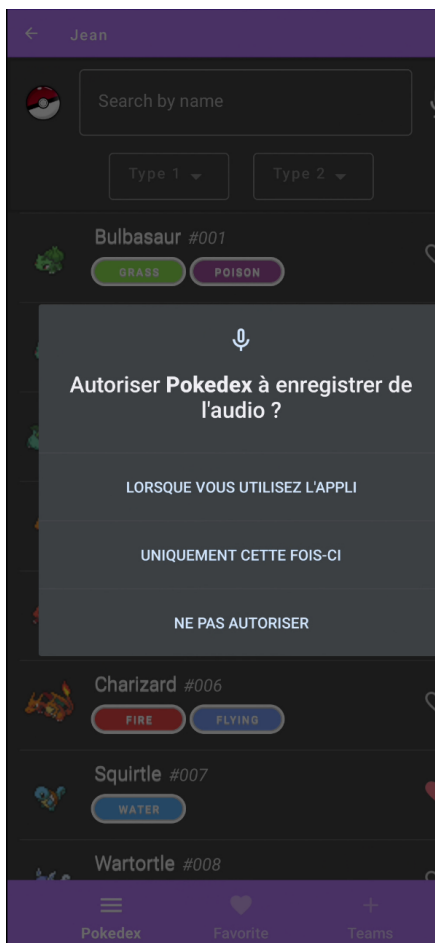 Jean
Search by name
Type 1
Type 2
Bulbasaur #001
GRASS POISON
Autoriser Pokedex à enregistrer de
l'audio ?
LORSQUE VOUS UTILISEZ L'APPLI
UNIQUEMENT CETTE FOIS-CI
NE PAS AUTORISER
Charizard #006
FIRE FLYING
Squirtle #007
WATER
Wartortle #008
Pokedex Favorite Teams